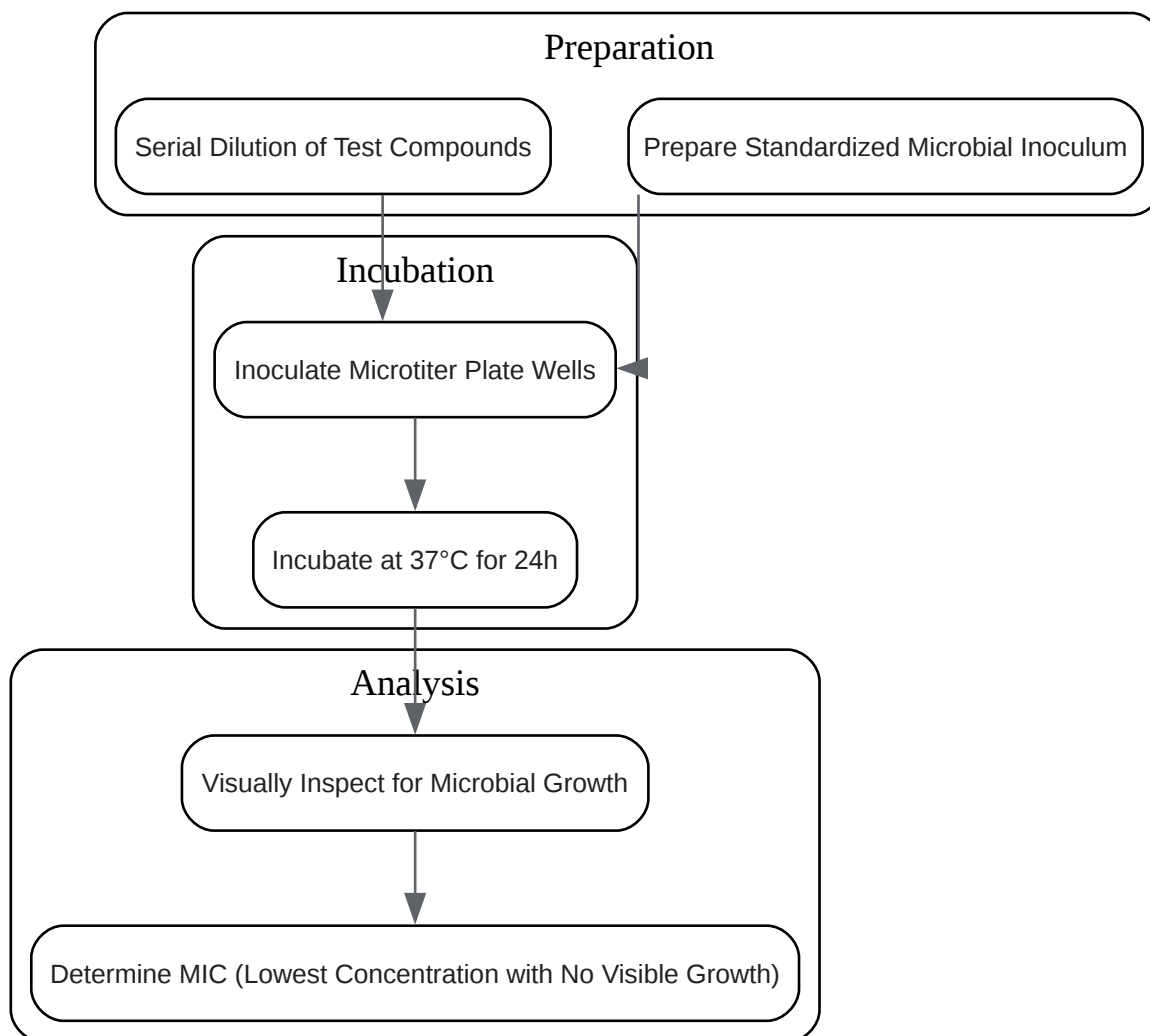 Preparation
Serial Dilution of Test Compounds
Prepare Standardized Microbial Inoculum
Incubation
Inoculate Microtiter Plate Wells
Incubate at 37°C for 24h
Analysis
Visually Inspect for Microbial Growth
Determine MIC (Lowest Concentration with No Visible Growth)